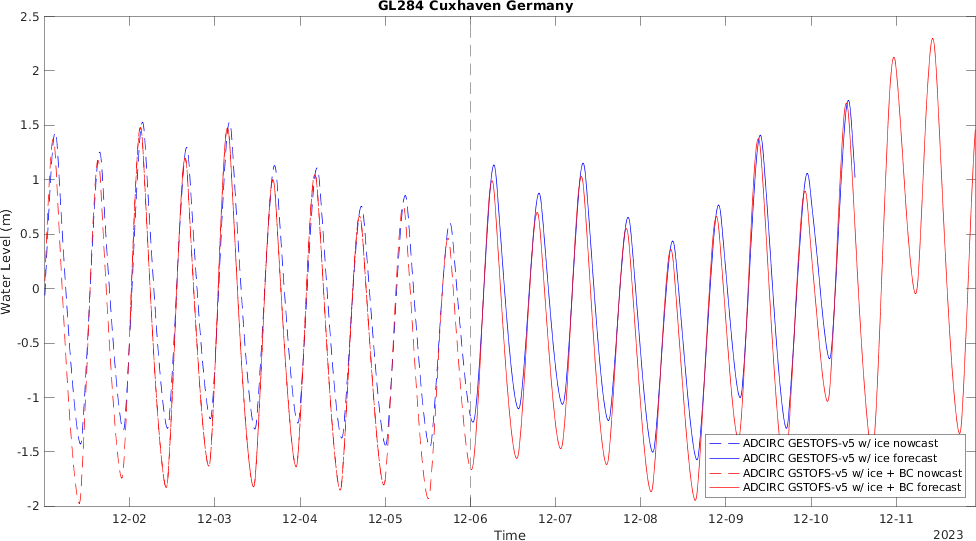 GL284 Cuxhaven Germany
2.5
2
1.5
1
0.5
0
-0.5
-1
-1.5
-2
Water Level (m)
ADCIRC GESTOFS-v5 w/ ice nowcast
ADCIRC GESTOFS-v5 w/ ice forecast
ADCIRC GSTOFS-v5 w/ ice + BC nowcast
ADCIRC GSTOFS-v5 w/ ice + BC forecast
12-02 12-03 12-04 12-05 12-06 12-07 12-08 12-09 12-10 12-11
Time
2023